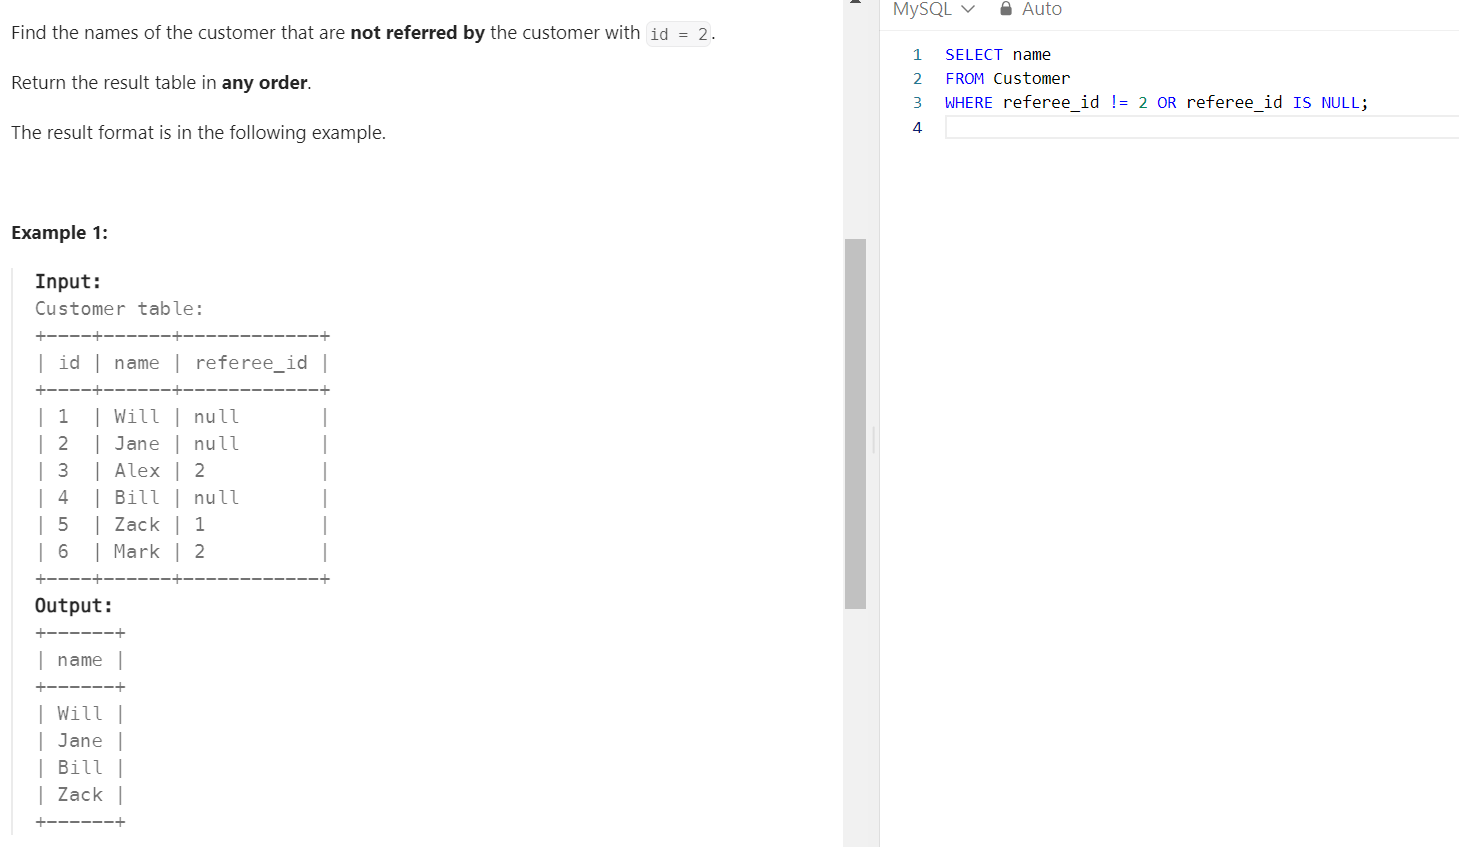 Find the names of the customer that are not referred by the customer with id = 2.
Return the result table in any order.
The result format is in the following example.
Example 1:
Input:
Customer table:
+----+------+------------+
| id | name | referee_id |
+----+------+------------+
| 1  | Will | null       |
| 2  | Jane | null       |
| 3  | Alex | 2          |
| 4  | Bill | null       |
| 5  | Zack | 1          |
| 6  | Mark | 2          |
+----+------+------------+
Output:
+------+
| name |
+------+
| Will |
| Jane |
| Bill |
| Zack |
+------+
MySQL Auto
1 SELECT name
2 FROM Customer
3 WHERE referee_id != 2 OR referee_id IS NULL;
4